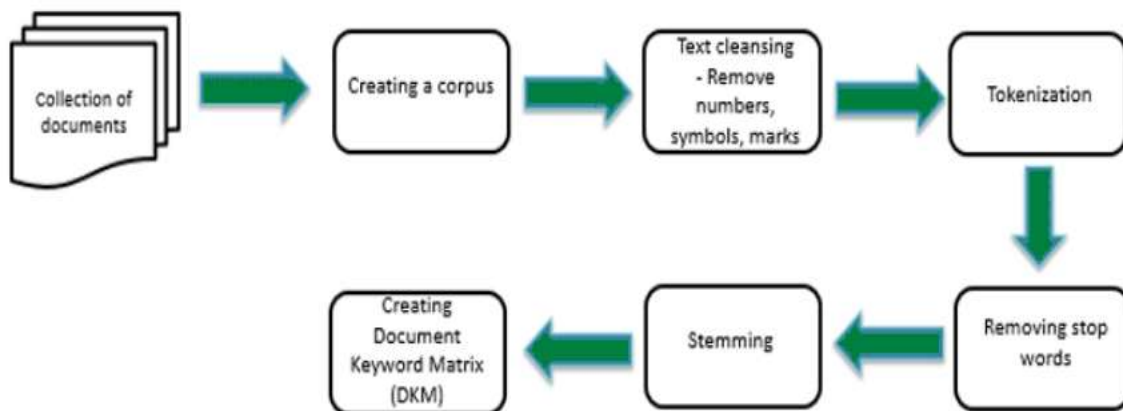 Collection of
documents
Creating a corpus
Text cleansing
- Remove
numbers,
symbols, marks
Tokenization
Removing stop
words
Stemming
Creating
Document
Keyword Matrix
(DKM)